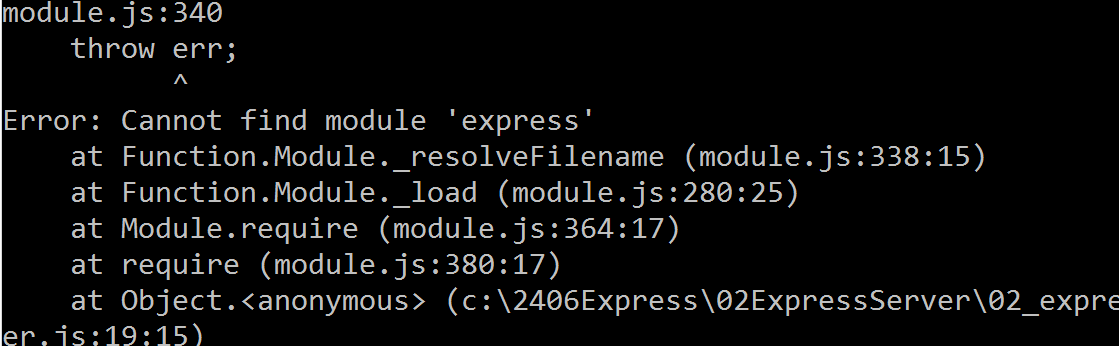 module.js:340
    throw err;
          ^
Error: Cannot find module 'express'
    at Function.Module._resolveFilename (module.js:338:15)
    at Function.Module._load (module.js:280:25)
    at Module.require (module.js:364:17)
    at require (module.js:380:17)
    at Object.<anonymous> (c:\2406Express\02ExpressServer\02_expre
er.js:19:15)